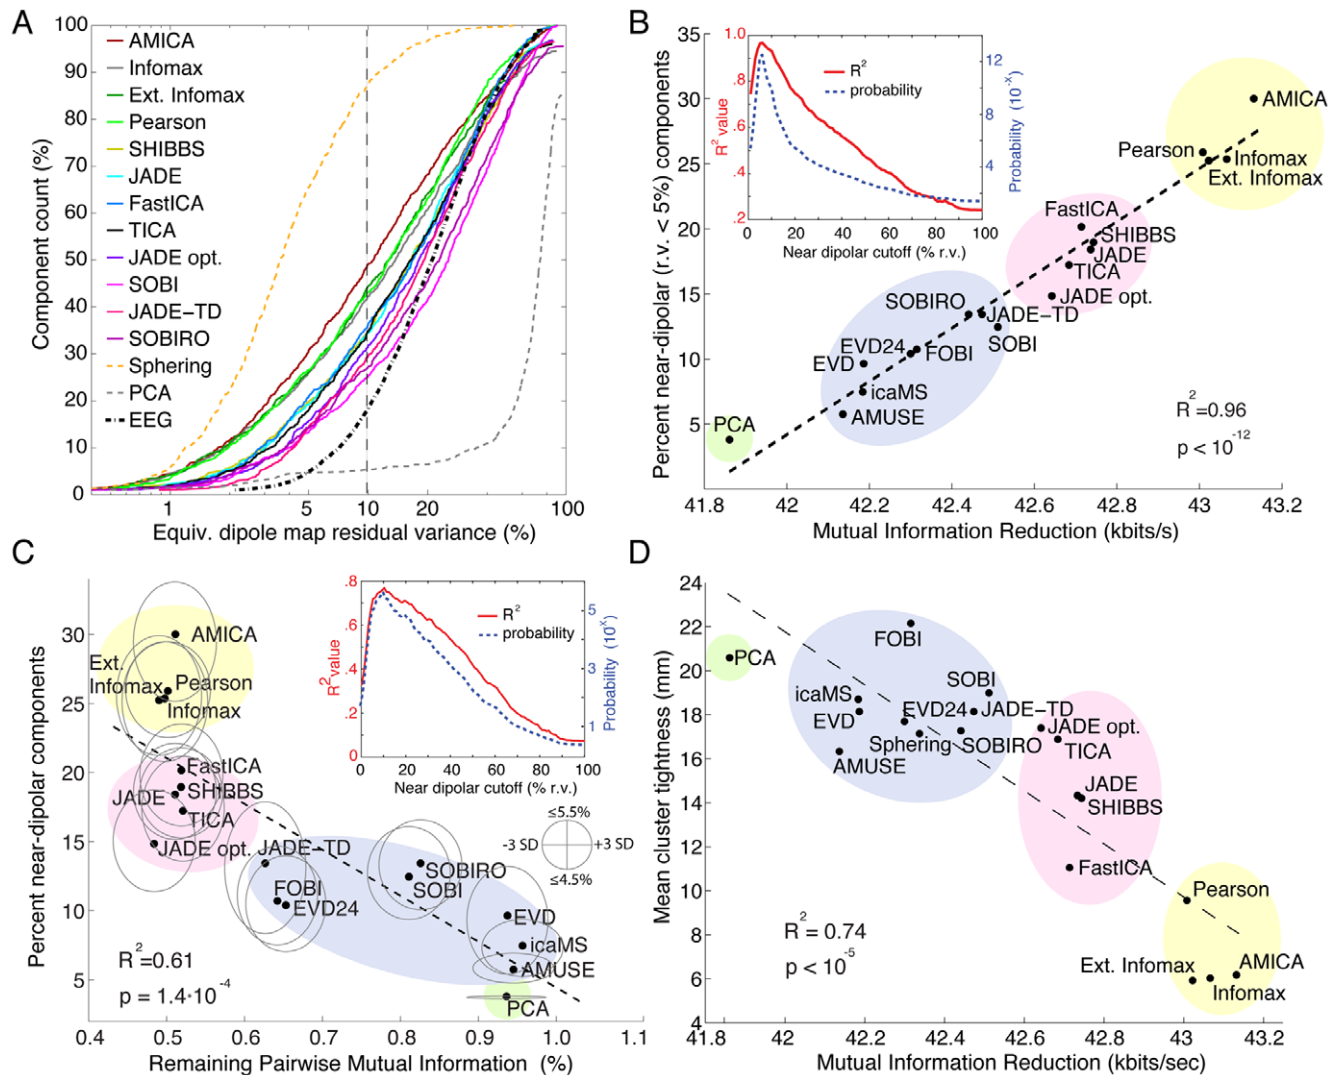 A
100
90
80
70
60
50
40
30
20
10
0
Component count (%)
AMICA
Infomax
Ext. Infomax
Pearson
SHIBBS
JADE
FastICA
TICA
JADE opt.
SOBI
JADE-TD
SOBIRO
Sphering
PCA
EEG
1
5
10
20
100
Equiv. dipole map residual variance (%)
B
35
30
25
20
15
10
5
Percent near-dipolar (r.v. < 5%) components
1.0
.8
.6
.4
.2
R² value
R²
probability
12
8
4
Probability (10⁻ˣ)
0 20 40 60 80 100
Near dipolar cutoff (% r.v.)
AMICA
Pearson
Infomax
Ext. Infomax
FastICA
SHIBBS
JADE
TICA
JADE opt.
SOBIRO
JADE-TD
SOBI
EVD24
FOBI
EVD
icaMS
AMUSE
PCA
R²=0.96
p < 10⁻¹²
41.8 42 42.2 42.4 42.6 42.8 43 43.2
Mutual Information Reduction (kbits/s)
C
30
25
20
15
10
5
Percent near-dipolar components
AMICA
Ext.
Infomax
Pearson
Infomax
FastICA
JADE
SHIBBS
TICA
JADE opt.
JADE-TD
FOBI
EVD24
SOBIRO
SOBI
EVD
icaMS
AMUSE
PCA
.8
.6
.4
.2
0
R² value
R²
probability
5
3
1
Probability (10ˣ)
0 20 40 60 80 100
Near dipolar cutoff (% r.v.)
≤5.5%
-3 SD
+3 SD
≤4.5%
R²=0.61
p = 1.4·10⁻⁴
0.4 0.5 0.6 0.7 0.8 0.9 1.0 1.1
Remaining Pairwise Mutual Information (%)
D
24
22
20
18
16
14
12
10
8
6
4
Mean cluster tightness (mm)
PCA
FOBI
icaMS
EVD
SOBI
EVD24
JADE-TD
Sphering
SOBIRO
AMUSE
JADE opt.
TICA
JADE
SHIBBS
FastICA
Pearson
Ext. Infomax
AMICA
Infomax
R²= 0.74
p < 10⁻⁵
41.8 42 42.2 42.4 42.6 42.8 43 43.2
Mutual Information Reduction (kbits/sec)